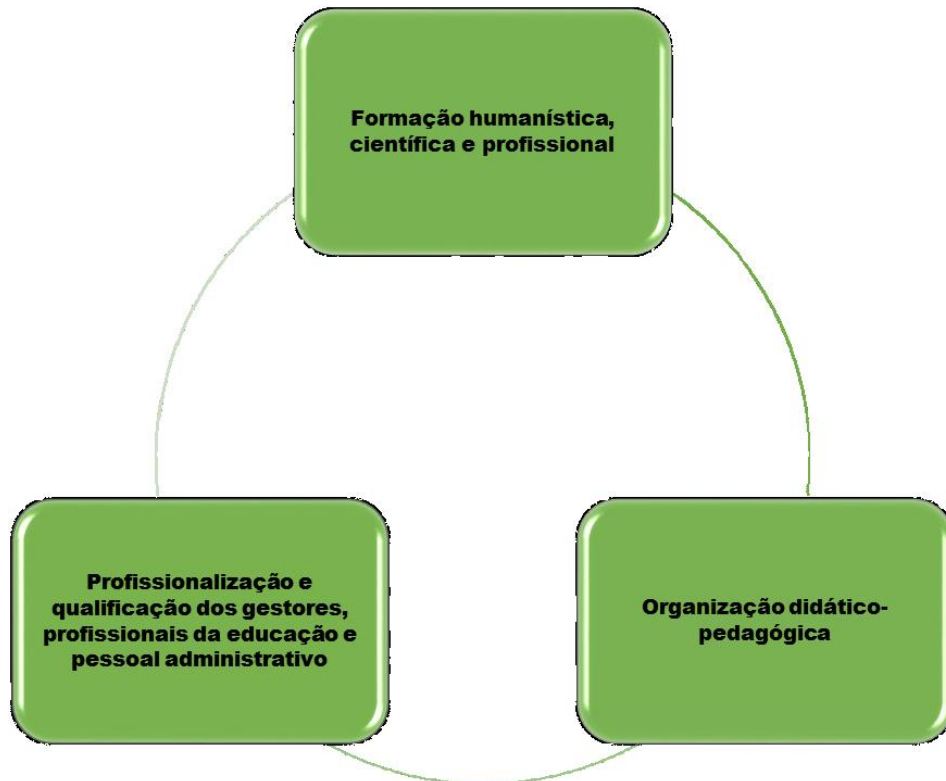 Formação humanística,
científica e profissional
Profissionalização e
qualificação dos gestores,
profissionais da educação e
pessoal administrativo
Organização didático-
pedagógica